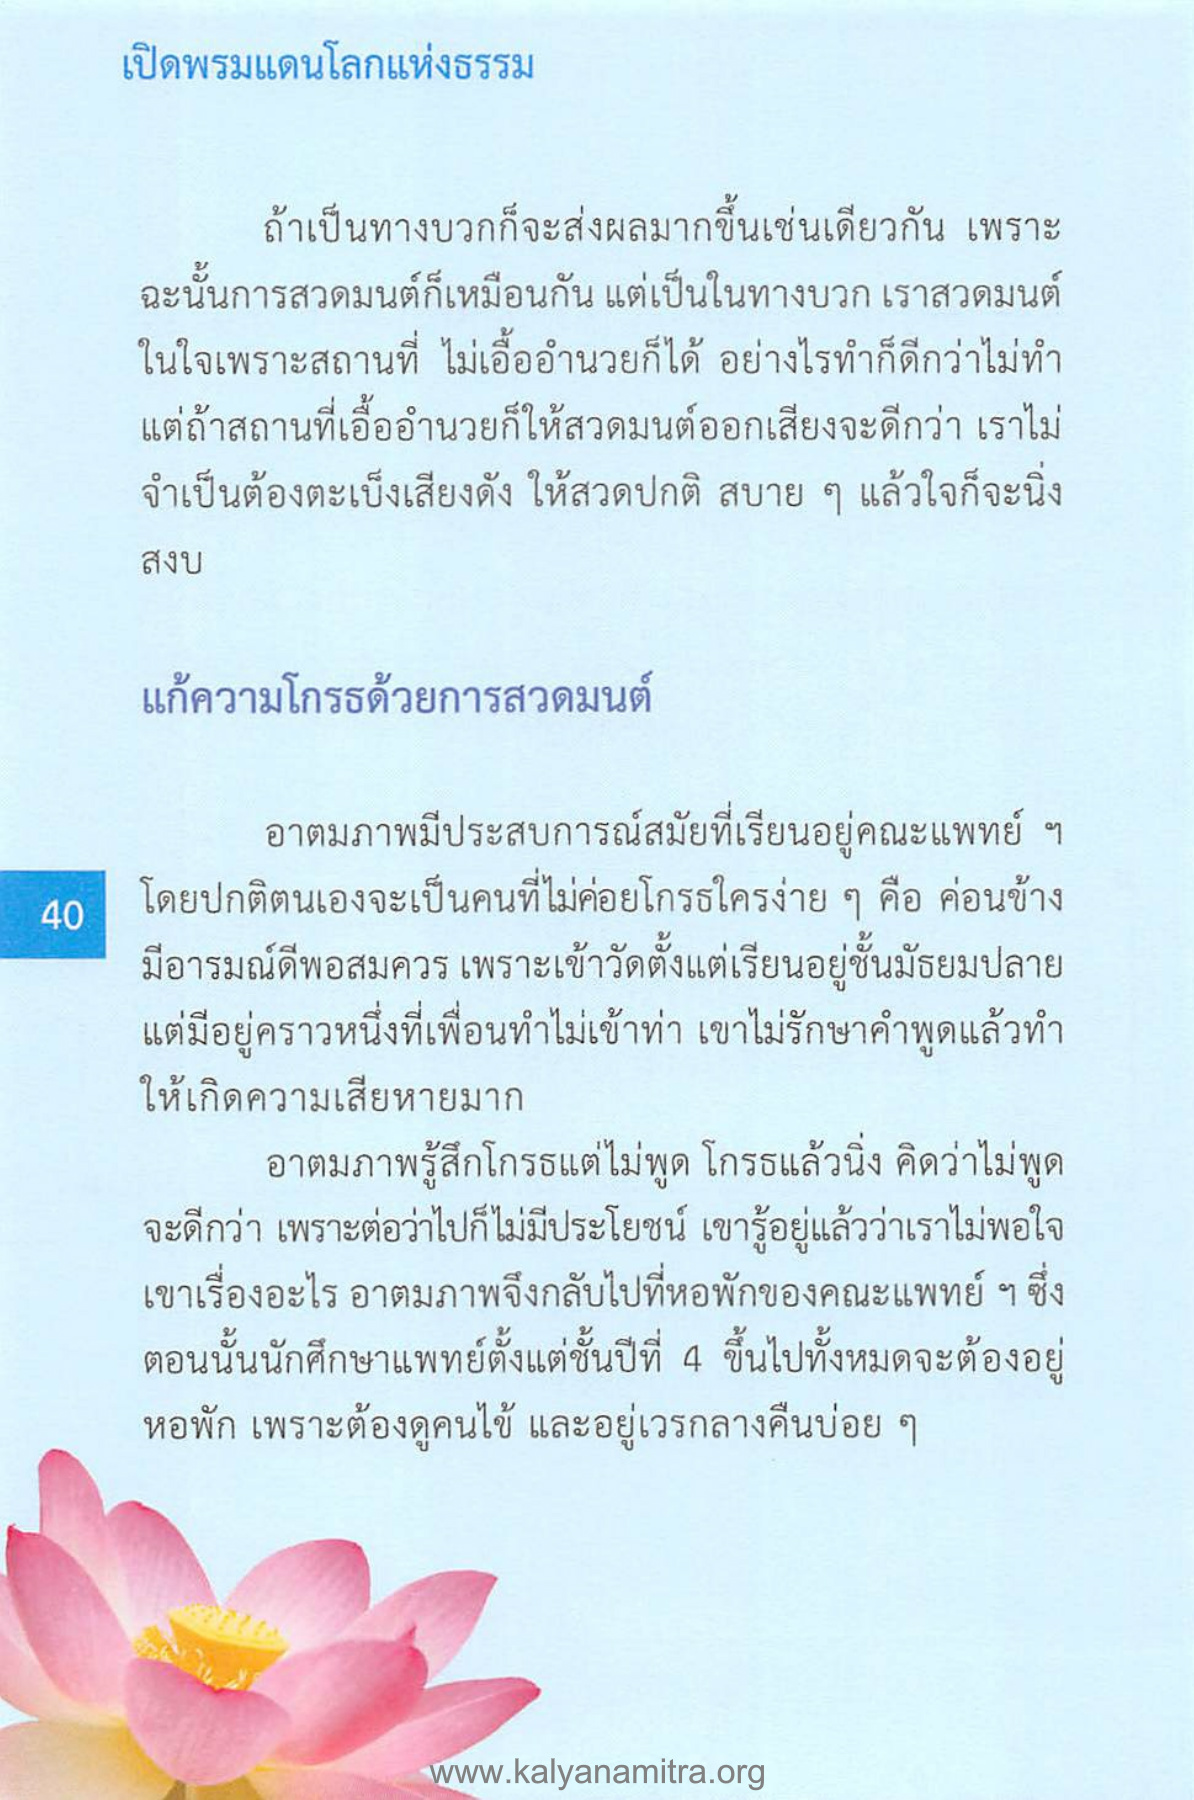 เปิดพรมแดนโลกแห่งธรรม
ถ้าเป็นทางบวกก็จะส่งผลมากขึ้นเช่นเดียวกัน เพราะ
ฉะนั้นการสวดมนต์ก็เหมือนกัน แต่เป็นในทางบวก เราสวดมนต์
ในใจเพราะสถานที่ ไม่เอื้ออำนวยก็ได้ อย่างไรทำก็ดีกว่าไม่ทำ
แต่ถ้าสถานที่เอื้ออำนวยก็ให้สวดมนต์ออกเสียงจะดีกว่า เราไม่
จำเป็นต้องตะเบ็งเสียงดัง ให้สวดปกติ สบาย ๆ แล้วใจก็จะนิ่ง
สงบ
แก้ความโกรธด้วยการสวดมนต์
อาตมภาพมีประสบการณ์สมัยที่เรียนอยู่คณะแพทย์ ฯ
โดยปกติตนเองจะเป็นคนที่ไม่ค่อยโกรธใครง่าย ๆ คือ ค่อนข้าง
มีอารมณ์ดีพอสมควร เพราะเข้าวัดตั้งแต่เรียนอยู่ชั้นมัธยมปลาย
แต่มีอยู่คราวหนึ่งที่เพื่อนทำไม่เข้าท่า เขาไม่รักษาคำพูดแล้วทำ
ให้เกิดความเสียหายมาก
อาตมภาพรู้สึกโกรธแต่ไม่พูด โกรธแล้วนิ่ง คิดว่าไม่พูด
จะดีกว่า เพราะต่อว่าไปก็ไม่มีประโยชน์ เขารู้อยู่แล้วว่าเราไม่พอใจ
เขาเรื่องอะไร อาตมภาพจึงกลับไปที่หอพักของคณะแพทย์ ฯ ซึ่ง
ตอนนั้นนักศึกษาแพทย์ตั้งแต่ชั้นปีที่ 4 ขึ้นไปทั้งหมดจะต้องอยู่
หอพัก เพราะต้องดูคนไข้ และอยู่เวรกลางคืนบ่อย ๆ
40
www.kalyanamitra.org